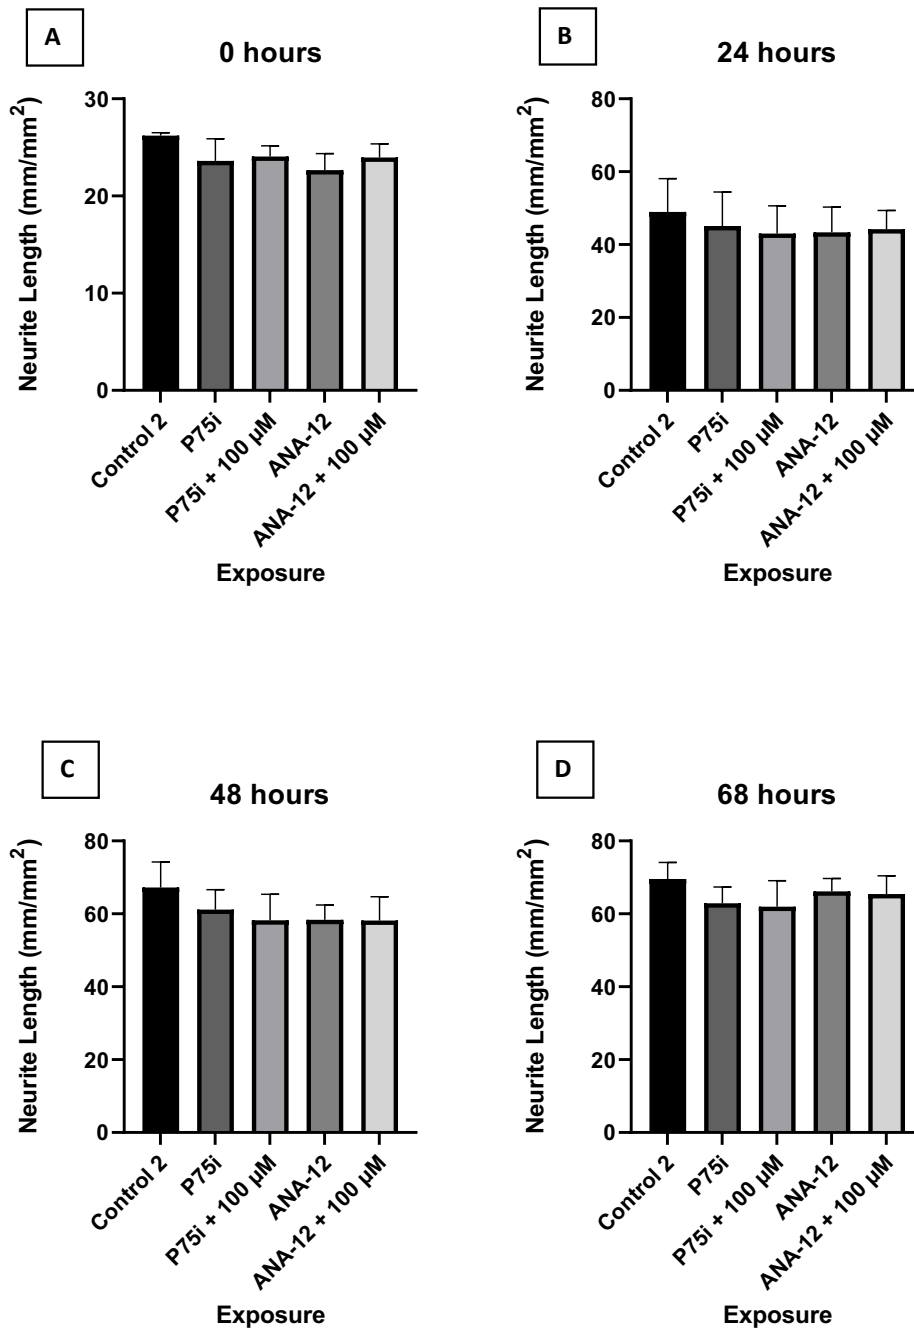 A
0 hours
Neurite Length (mm/mm²)
30
20
10
0
Control 2
P75i
P75i + 100 µM
ANA-12
ANA-12 + 100 µM
Exposure
B
24 hours
Neurite Length (mm/mm²)
80
60
40
20
0
Control 2
P75i
P75i + 100 µM
ANA-12
ANA-12 + 100 µM
Exposure
C
48 hours
Neurite Length (mm/mm²)
80
60
40
20
0
Control 2
P75i
P75i + 100 µM
ANA-12
ANA-12 + 100 µM
Exposure
D
68 hours
Neurite Length (mm/mm²)
80
60
40
20
0
Control 2
P75i
P75i + 100 µM
ANA-12
ANA-12 + 100 µM
Exposure